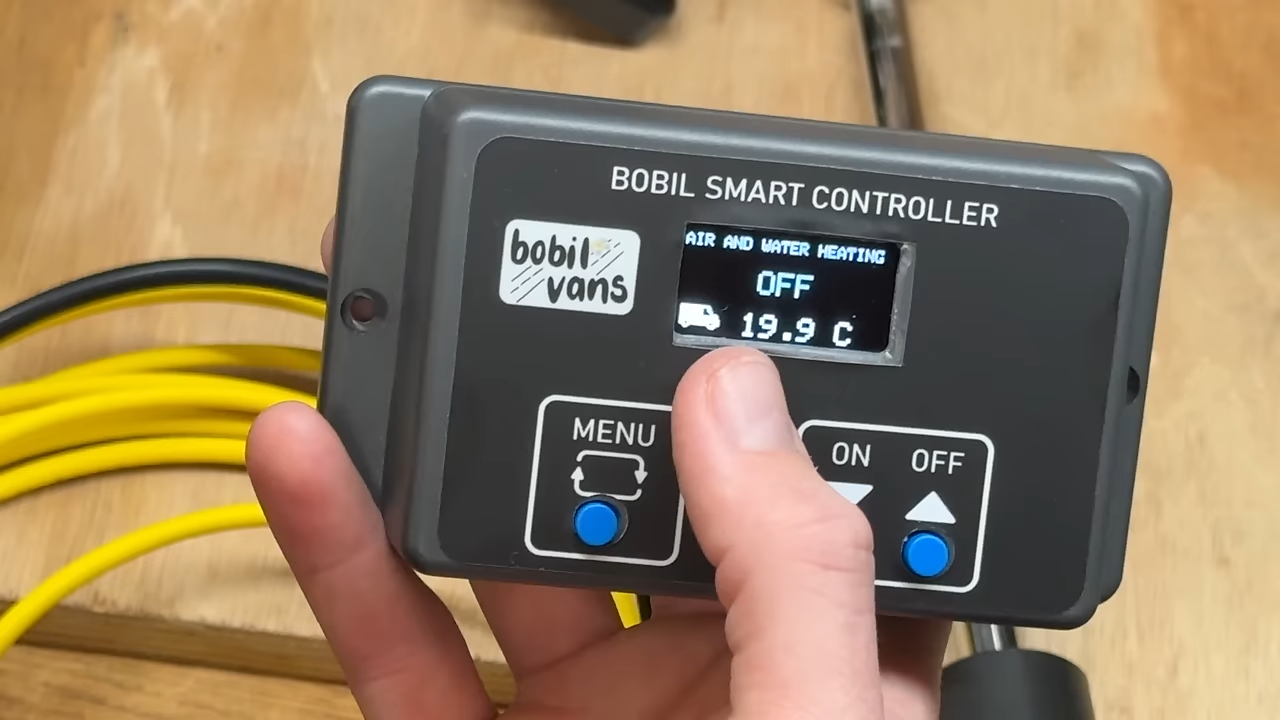 BOBIL SMART CONTROLLER
bobil
vans
AIR AND WATER HEATING
OFF
19.9 C
MENU
ON OFF